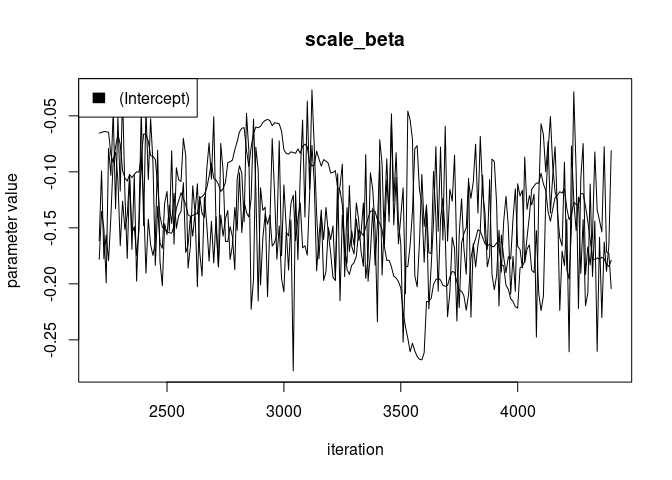 scale_beta
(Intercept)
parameter value
-0.05
-0.10
-0.15
-0.20
-0.25
2500 3000 3500 4000
iteration